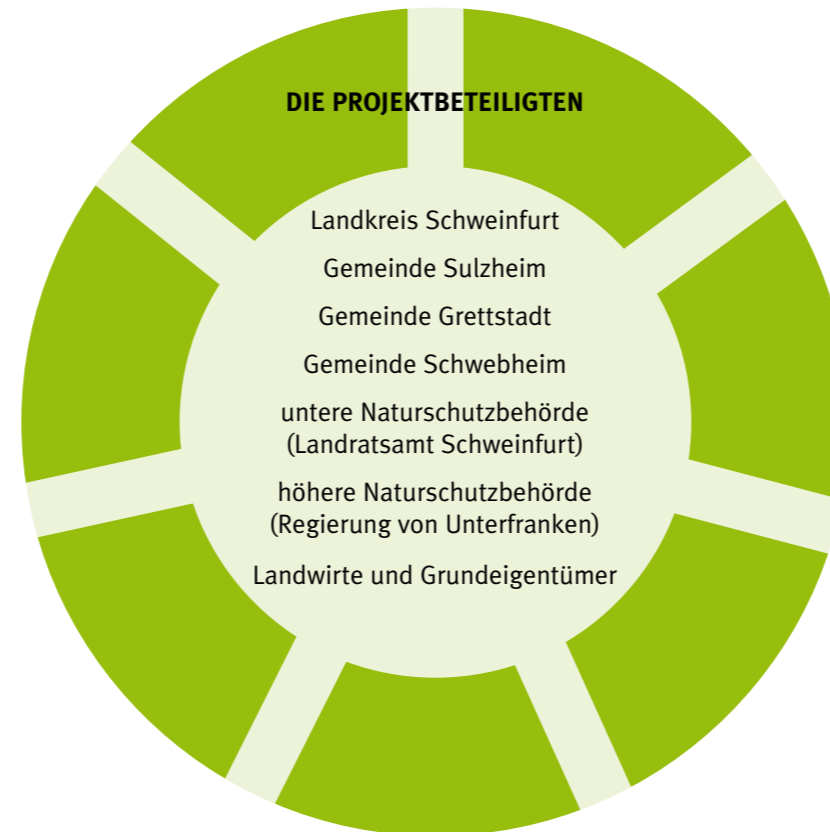 DIE PROJEKTBETEILIGTEN
Landkreis Schweinfurt
Gemeinde Sulzheim
Gemeinde Grettstadt
Gemeinde Schwebheim
untere Naturschutzbehörde
(Landratsamt Schweinfurt)
höhere Naturschutzbehörde
(Regierung von Unterfranken)
Landwirte und Grundeigentümer